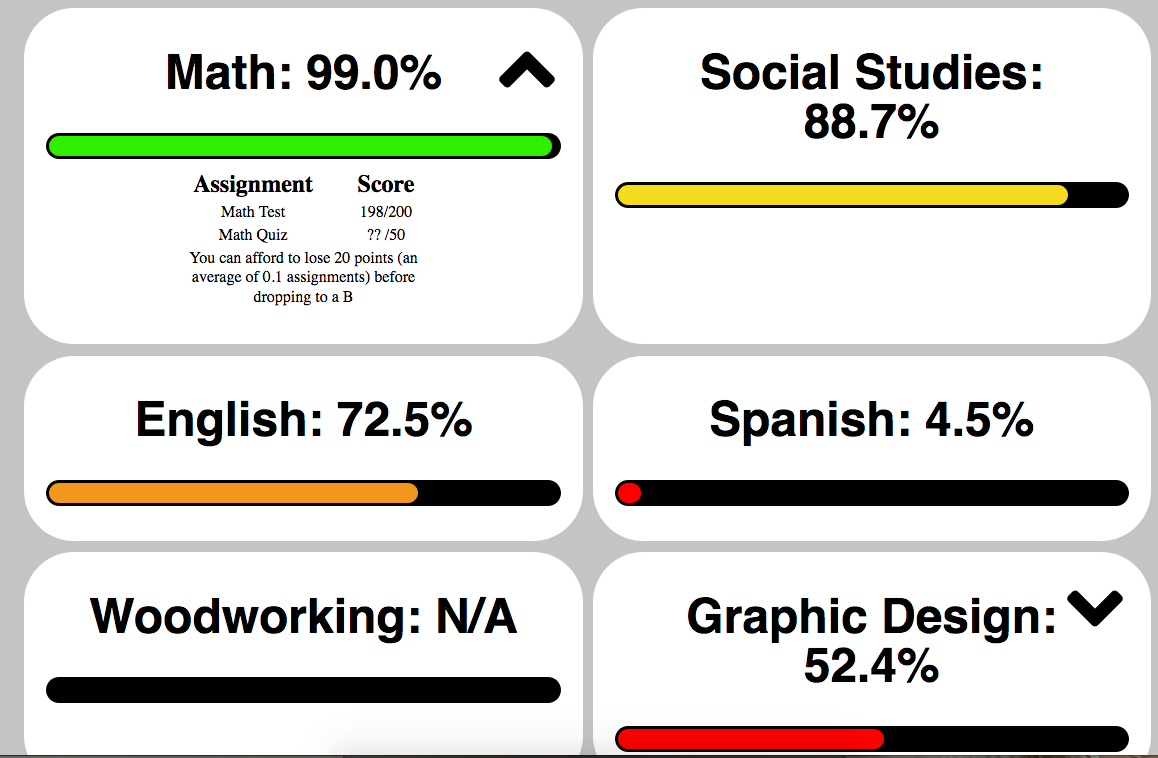 Math: 99.0%
Assignment Score
Math Test 198/200
Math Quiz ?? /50
You can afford to lose 20 points (an
average of 0.1 assignments) before
dropping to a B
Social Studies:
88.7%
English: 72.5%
Spanish: 4.5%
Woodworking: N/A
Graphic Design:
52.4%